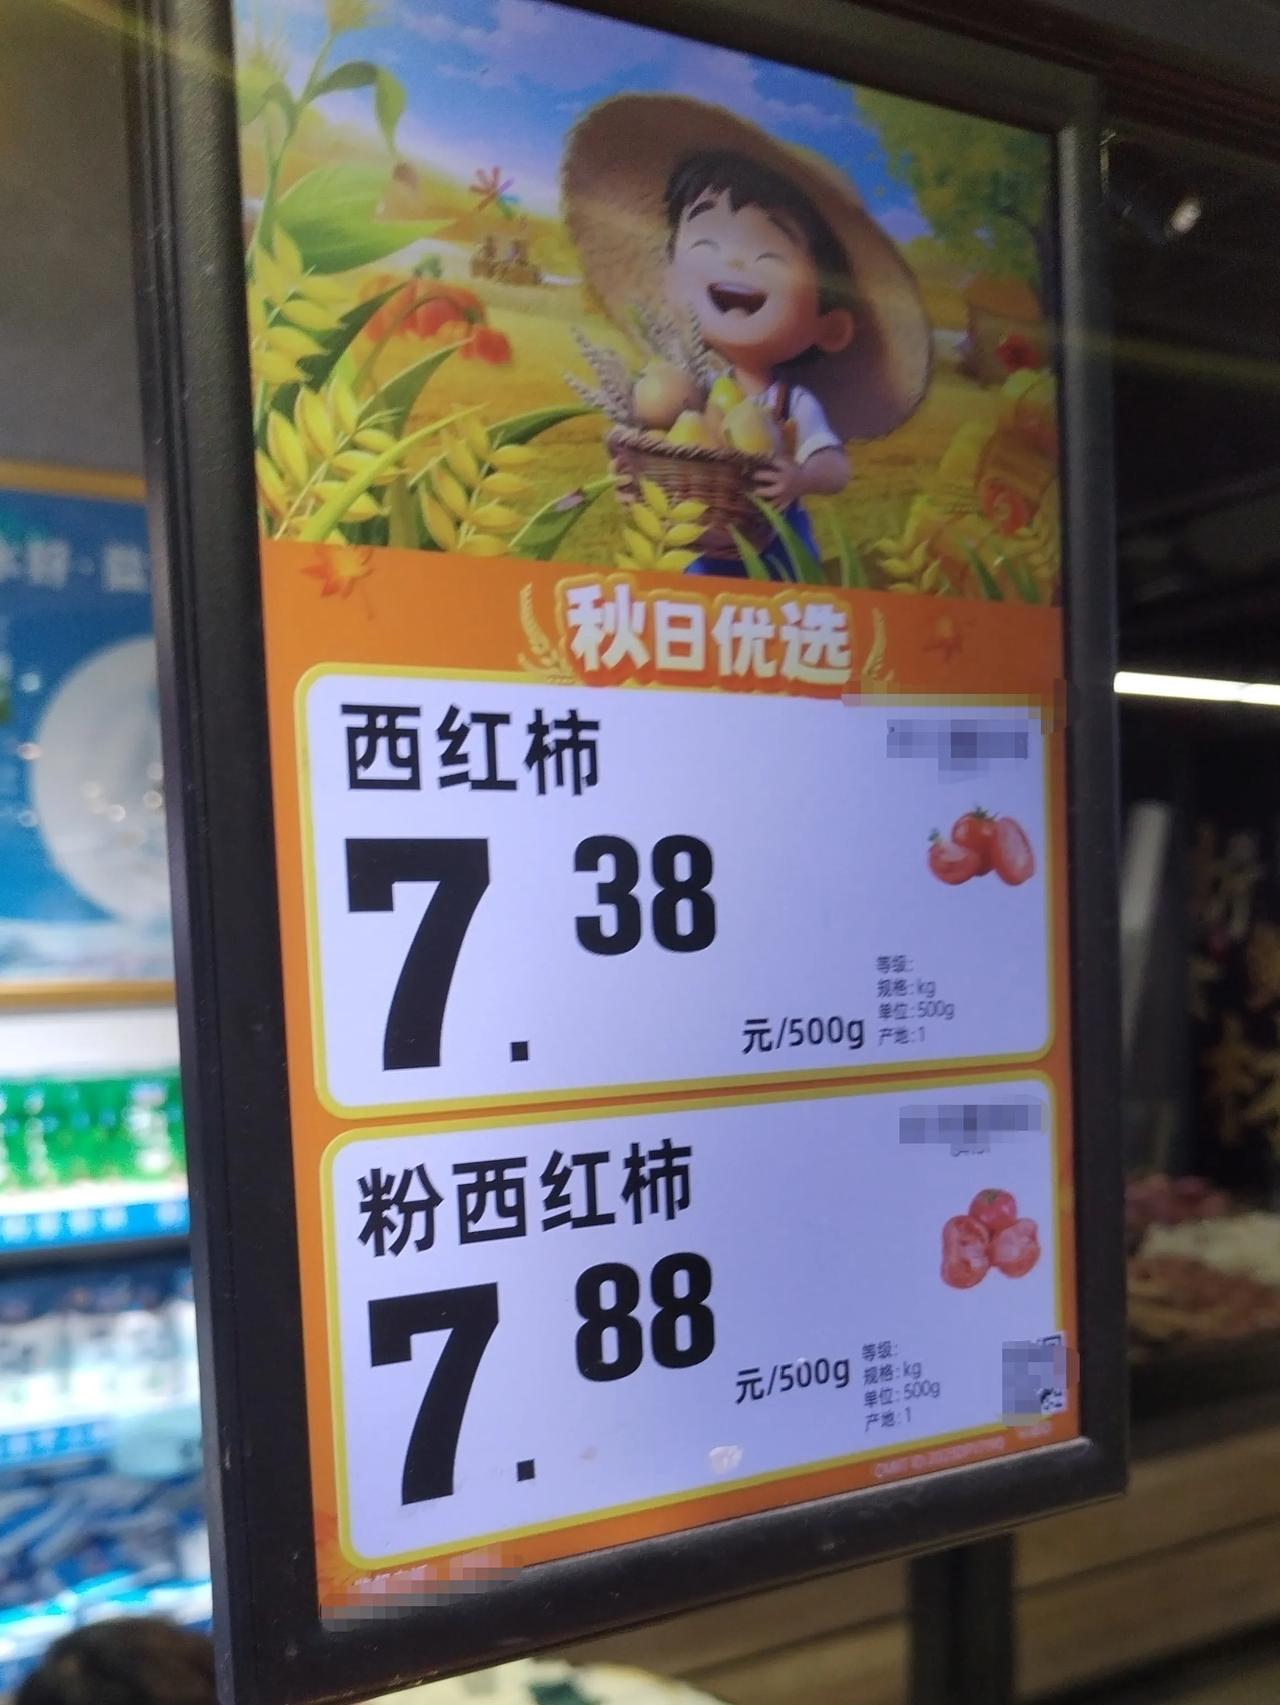 秋日优选
西红柿
7.38
元/500g
等级:
规格:kg
单位:500g
产地:1
粉西红柿
7.88
元/500g
等级:
规格:kg
单位:500g
产地:1